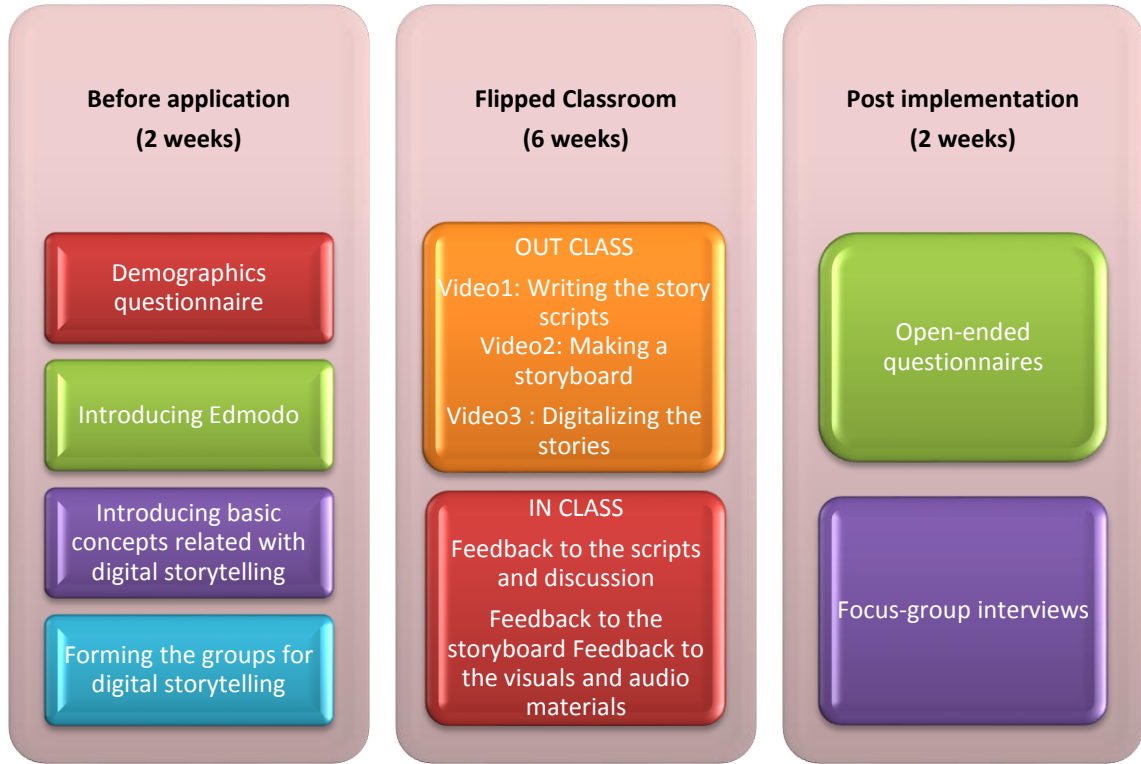 Before application
(2 weeks)
Demographics
questionnaire
Introducing Edmodo
Introducing basic
concepts related with
digital storytelling
Forming the groups for
digital storytelling
Flipped Classroom
(6 weeks)
OUT CLASS
Video1: Writing the story
scripts
Video2: Making a
storyboard
Video3 : Digitalizing the
stories
IN CLASS
Feedback to the scripts
and discussion
Feedback to the
storyboard Feedback to
the visuals and audio
materials
Post implementation
(2 weeks)
Open-ended
questionnaires
Focus-group interviews